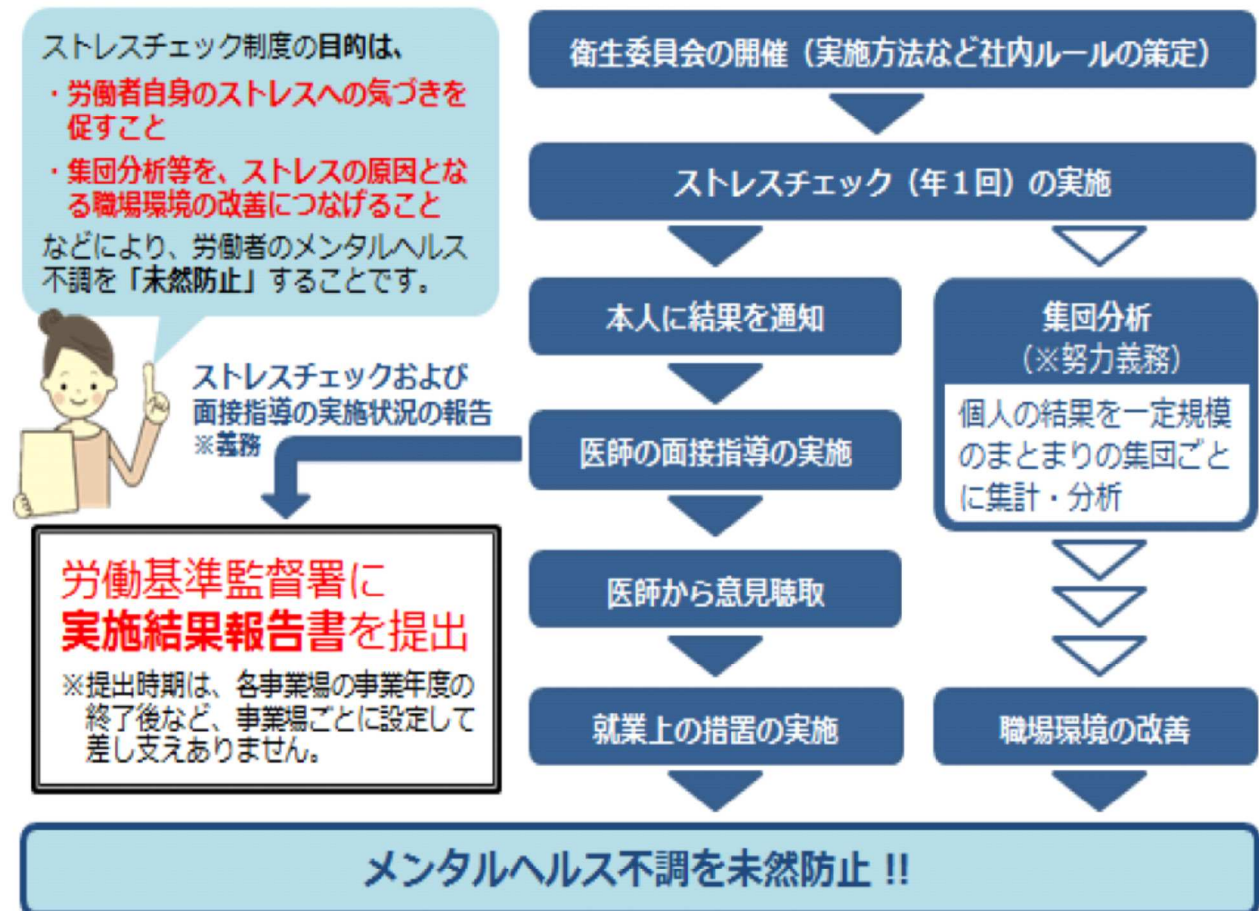 ストレスチェック制度の目的は、
・労働者自身のストレスへの気づきを
促すこと
・集団分析等を、ストレスの原因とな
る職場環境の改善につなげること
などにより、労働者のメンタルヘルス
不調を「未然防止」することです。
衛生委員会の開催（実施方法など社内ルールの策定）
ストレスチェック（年１回）の実施
本人に結果を通知
集団分析
（※努力義務）
個人の結果を一定規模
のまとまりの集団ごと
に集計・分析
ストレスチェックおよび
面接指導の実施状況の報告
※義務
医師の面接指導の実施
労働基準監督署に
実施結果報告書を提出
※提出時期は、各事業場の事業年度の
終了後など、事業場ごとに設定して
差し支えありません。
医師から意見聴取
就業上の措置の実施
職場環境の改善
メンタルヘルス不調を未然防止 !!